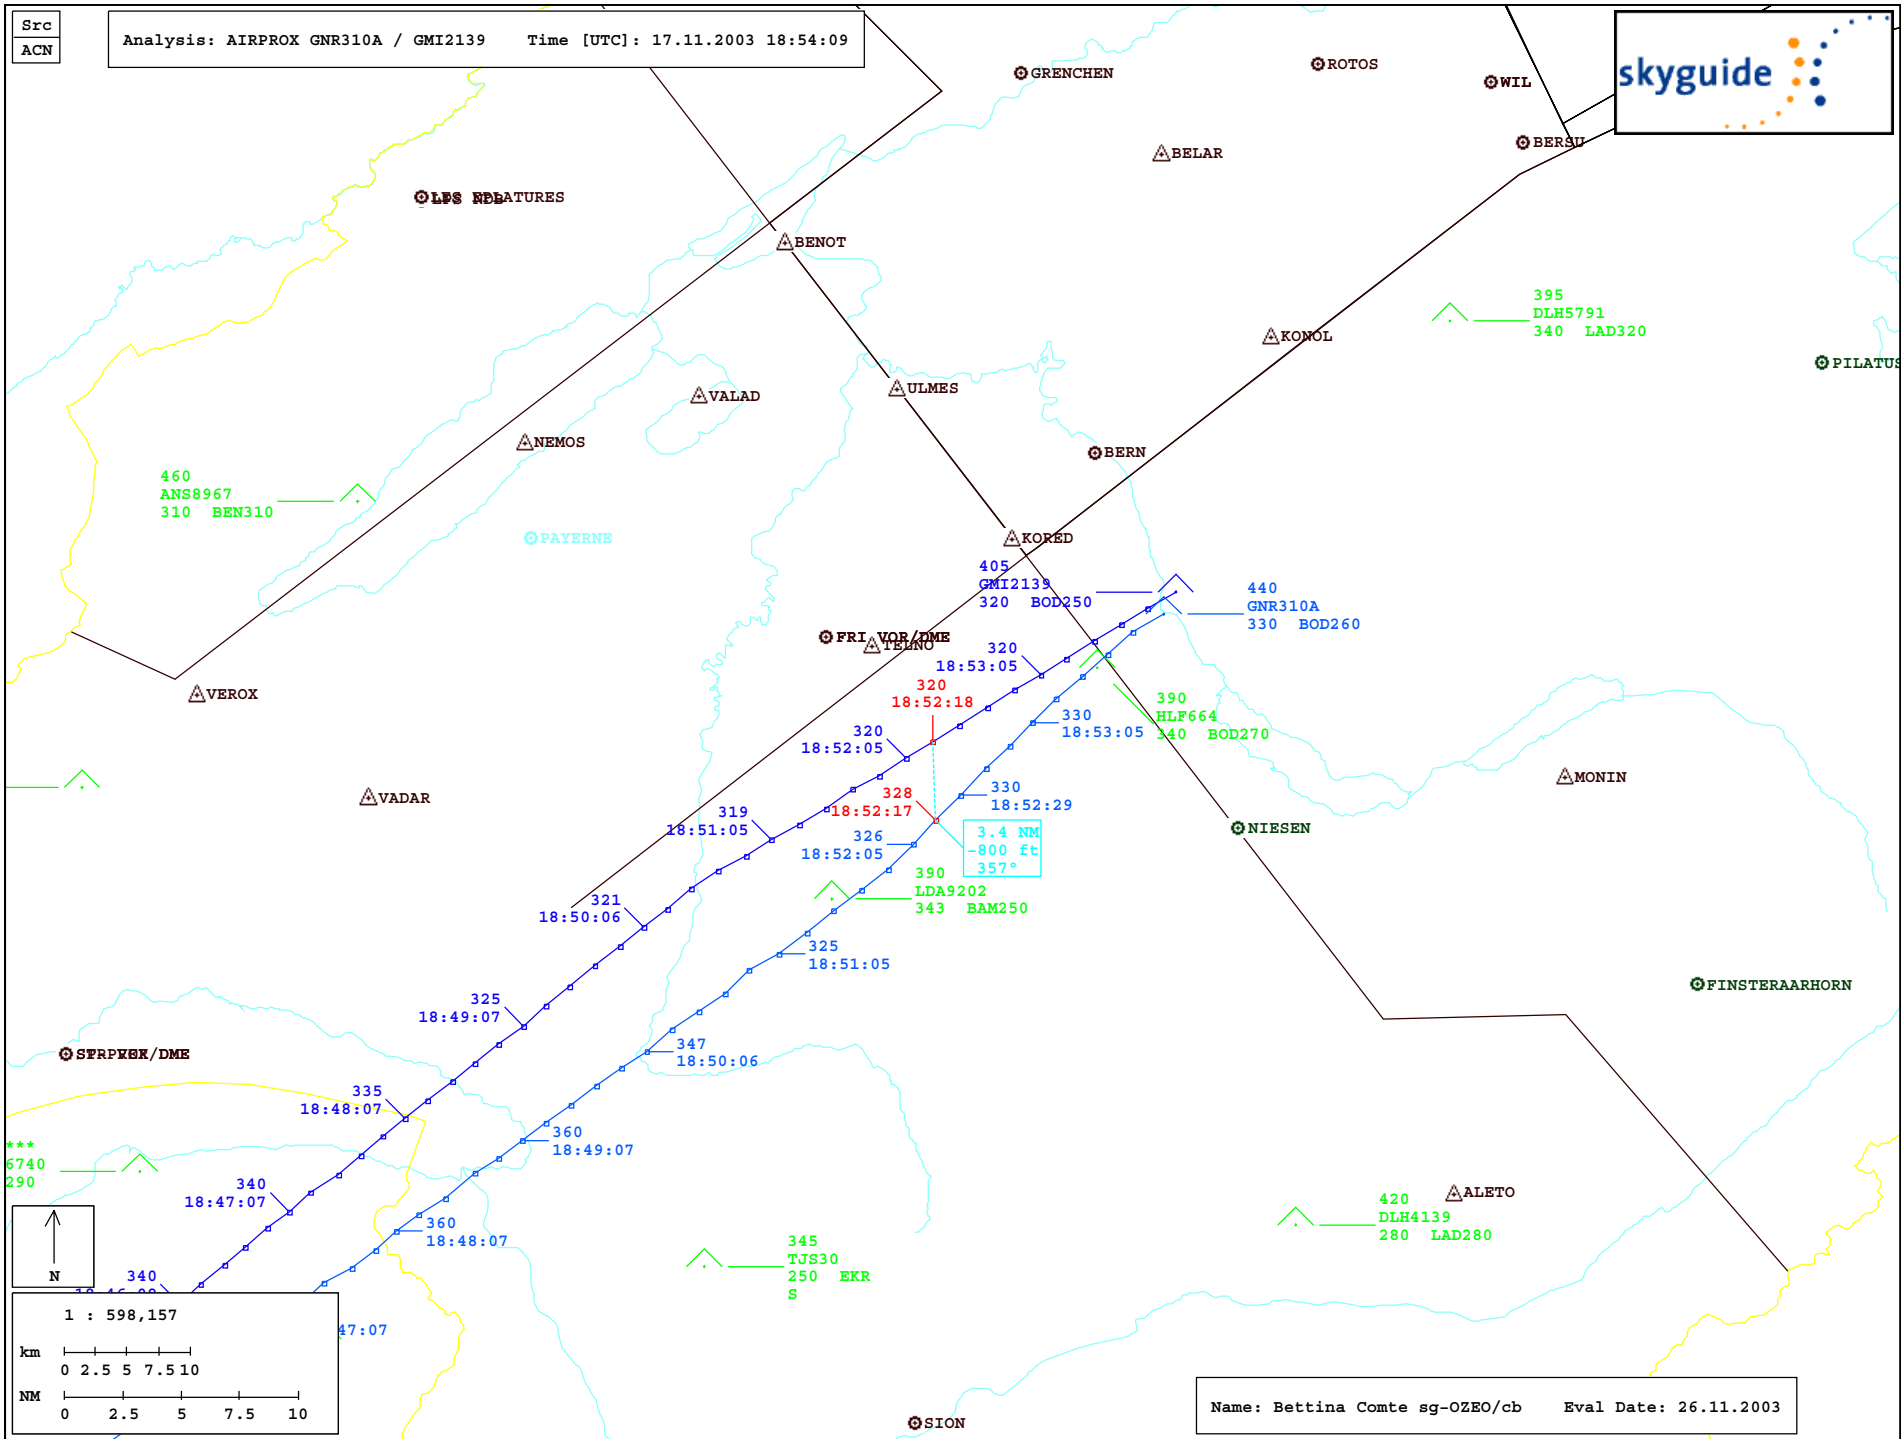 Src
ACN
Analysis: AIRPROX GNR310A / GMI2139 Time [UTC]: 17.11.2003 18:54:09
skyguide
GRENCHEN
ROTOS
WIL
BERSU
BELAR
EPLATURES
BENOT
395
DLH5791
340 LAD320
KONOL
PILATUS
ULMES
VALAD
NEMOS
BERN
460
ANS8967
310 BEN310
PAYERNE
KORED
405
GMI2139
320 BOD250
440
GNR310A
330 BOD260
FRI VOR/DME
TELNO
320
18:53:05
VEROX
320
18:52:18
390
HLF664
340 BOD270
330
18:53:05
320
18:52:05
MONIN
VADAR
328
18:52:17
330
18:52:29
319
18:51:05
NIESEN
326
18:52:05
3.4 NM
-800 ft
357°
390
LDA9202
343 BAM250
321
18:50:06
325
18:51:05
FINSTERAARHORN
325
18:49:07
347
18:50:06
335
18:48:07
360
18:49:07
***
6740
290
340
18:47:07
ALETO
420
DLH4139
280 LAD280
360
18:48:07
345
TJS30
250 EKR
S
N
340
47:07
1 : 598,157
km
0 2.5 5 7.5 10
NM
0 2.5 5 7.5 10
Name: Bettina Comte sg-OZEO/cb Eval Date: 26.11.2003
SION